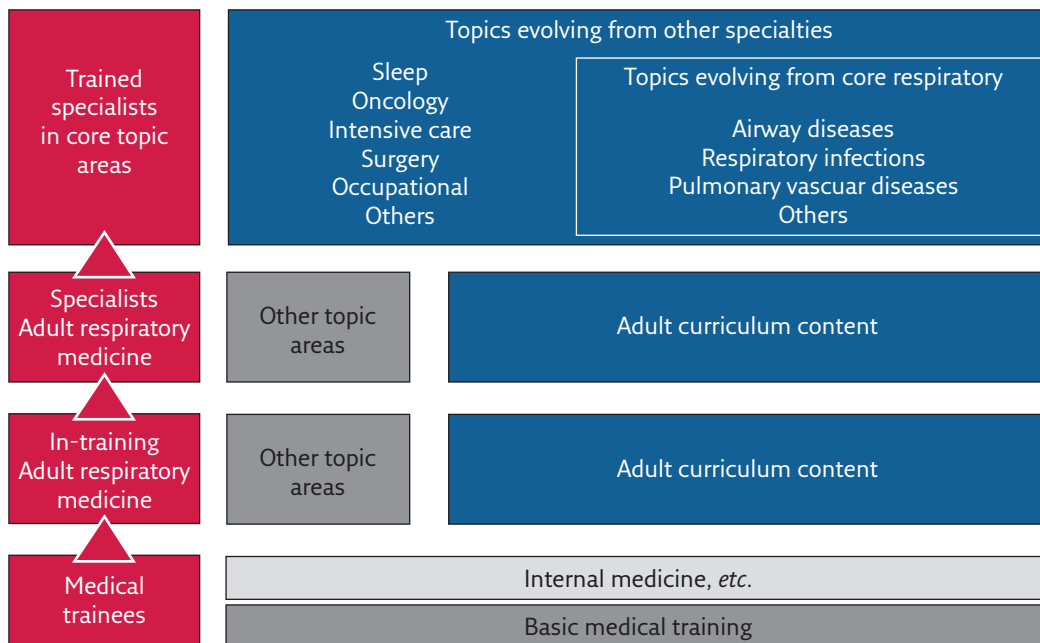 Trained
specialists
in core topic
areas
Topics evolving from other specialties
Sleep
Oncology
Intensive care
Surgery
Occupational
Others
Topics evolving from core respiratory
Airway diseases
Respiratory infections
Pulmonary vascuar diseases
Others
Specialists
Adult respiratory
medicine
Other topic
areas
Adult curriculum content
In-training
Adult respiratory
medicine
Other topic
areas
Adult curriculum content
Medical
trainees
Internal medicine, etc.
Basic medical training